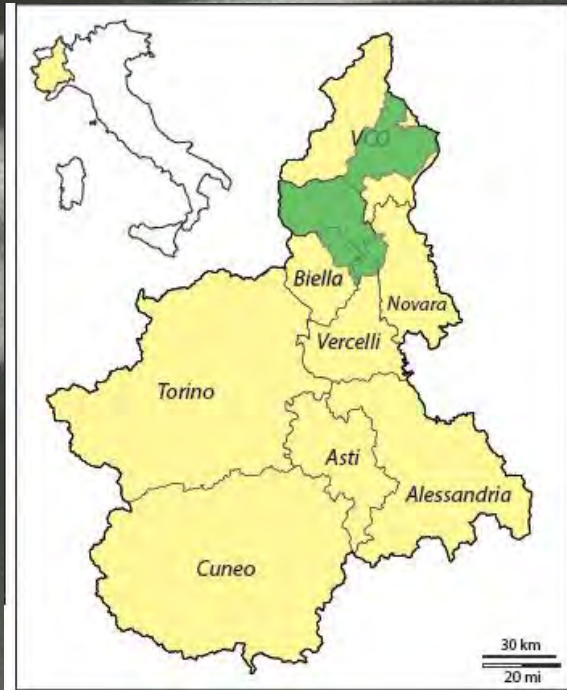 VCO
Biella
Novara
Vercelli
Torino
Asti
Alessandria
Cuneo
30 km
20 mi